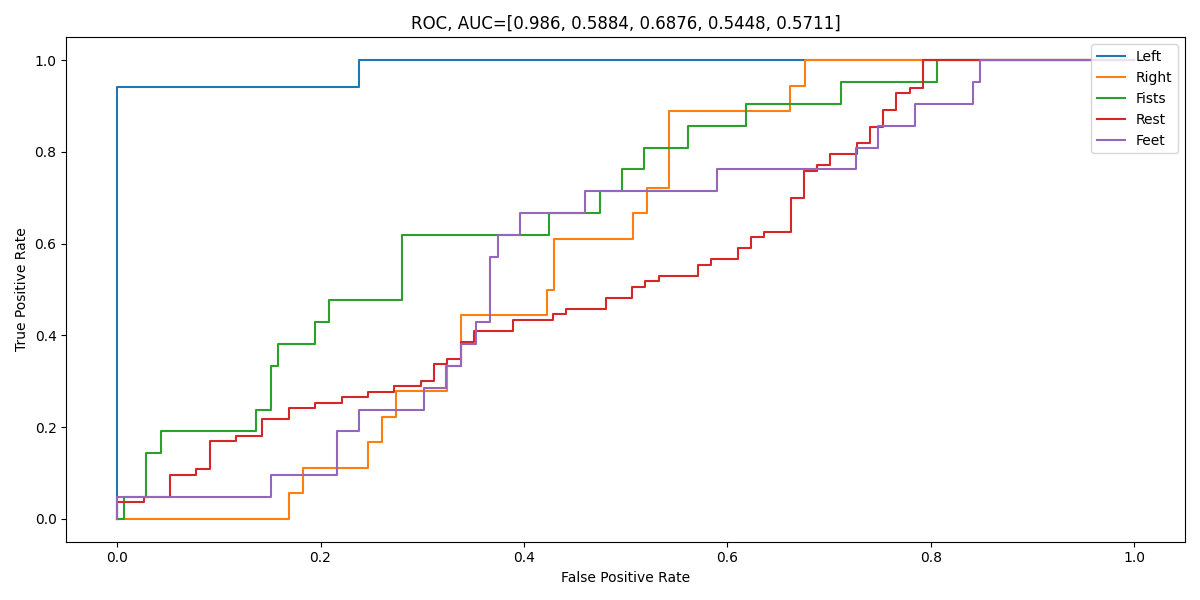 ROC, AUC=[0.986, 0.5884, 0.6876, 0.5448, 0.5711]
Left
Right
Fists
Rest
Feet
True Positive Rate
1.0
0.8
0.6
0.4
0.2
0.0
0.0 0.2 0.4 0.6 0.8 1.0
False Positive Rate